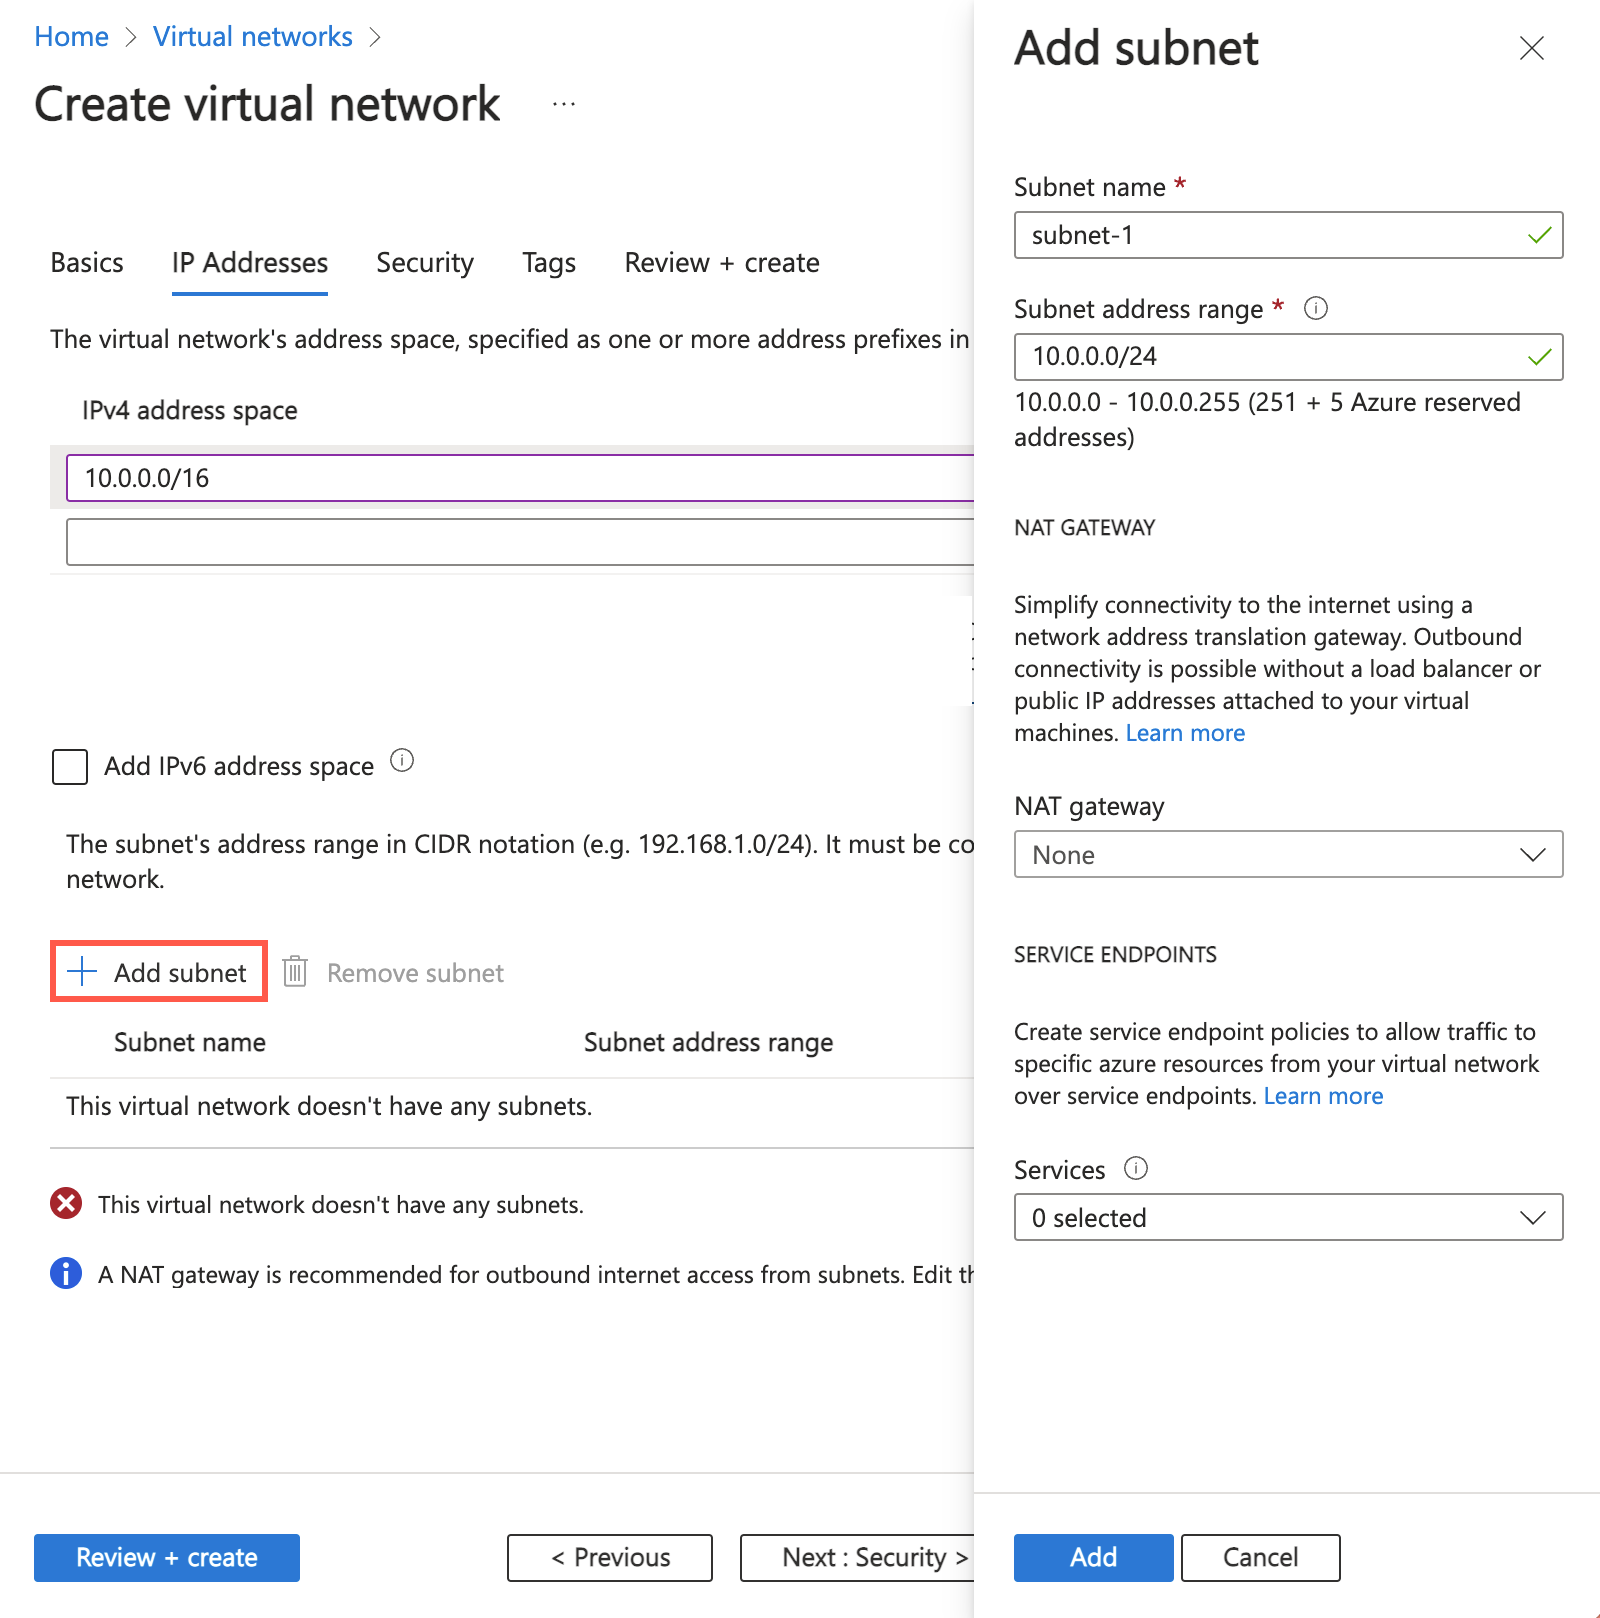 Home > Virtual networks >
Create virtual network ...
Basics IP Addresses Security Tags Review + create
The virtual network's address space, specified as one or more address prefixes in
IPv4 address space
10.0.0.0/16
Add IPv6 address space
The subnet's address range in CIDR notation (e.g. 192.168.1.0/24). It must be co
network.
+ Add subnet Remove subnet
Subnet name Subnet address range
This virtual network doesn't have any subnets.
This virtual network doesn't have any subnets.
A NAT gateway is recommended for outbound internet access from subnets. Edit th
Review + create < Previous Next : Security >
Add subnet
Subnet name *
subnet-1
Subnet address range *
10.0.0.0/24
10.0.0.0 - 10.0.0.255 (251 + 5 Azure reserved
addresses)
NAT GATEWAY
Simplify connectivity to the internet using a
network address translation gateway. Outbound
connectivity is possible without a load balancer or
public IP addresses attached to your virtual
machines. Learn more
NAT gateway
None
SERVICE ENDPOINTS
Create service endpoint policies to allow traffic to
specific azure resources from your virtual network
over service endpoints. Learn more
Services
0 selected
Add Cancel